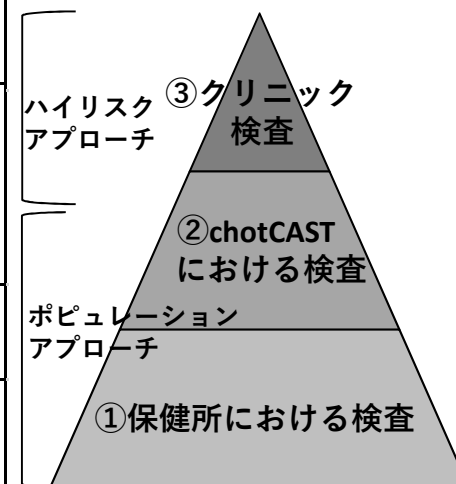 ③クリニック
検査
ハイリスク
アプローチ
②chotCAST
における検査
ポピュレーション
アプローチ
①保健所における検査